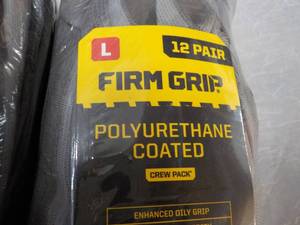 L
12 PAIR
FIRM GRIP
POLYURETHANE
COATED
CREW PACK
ENHANCED OILY GRIP